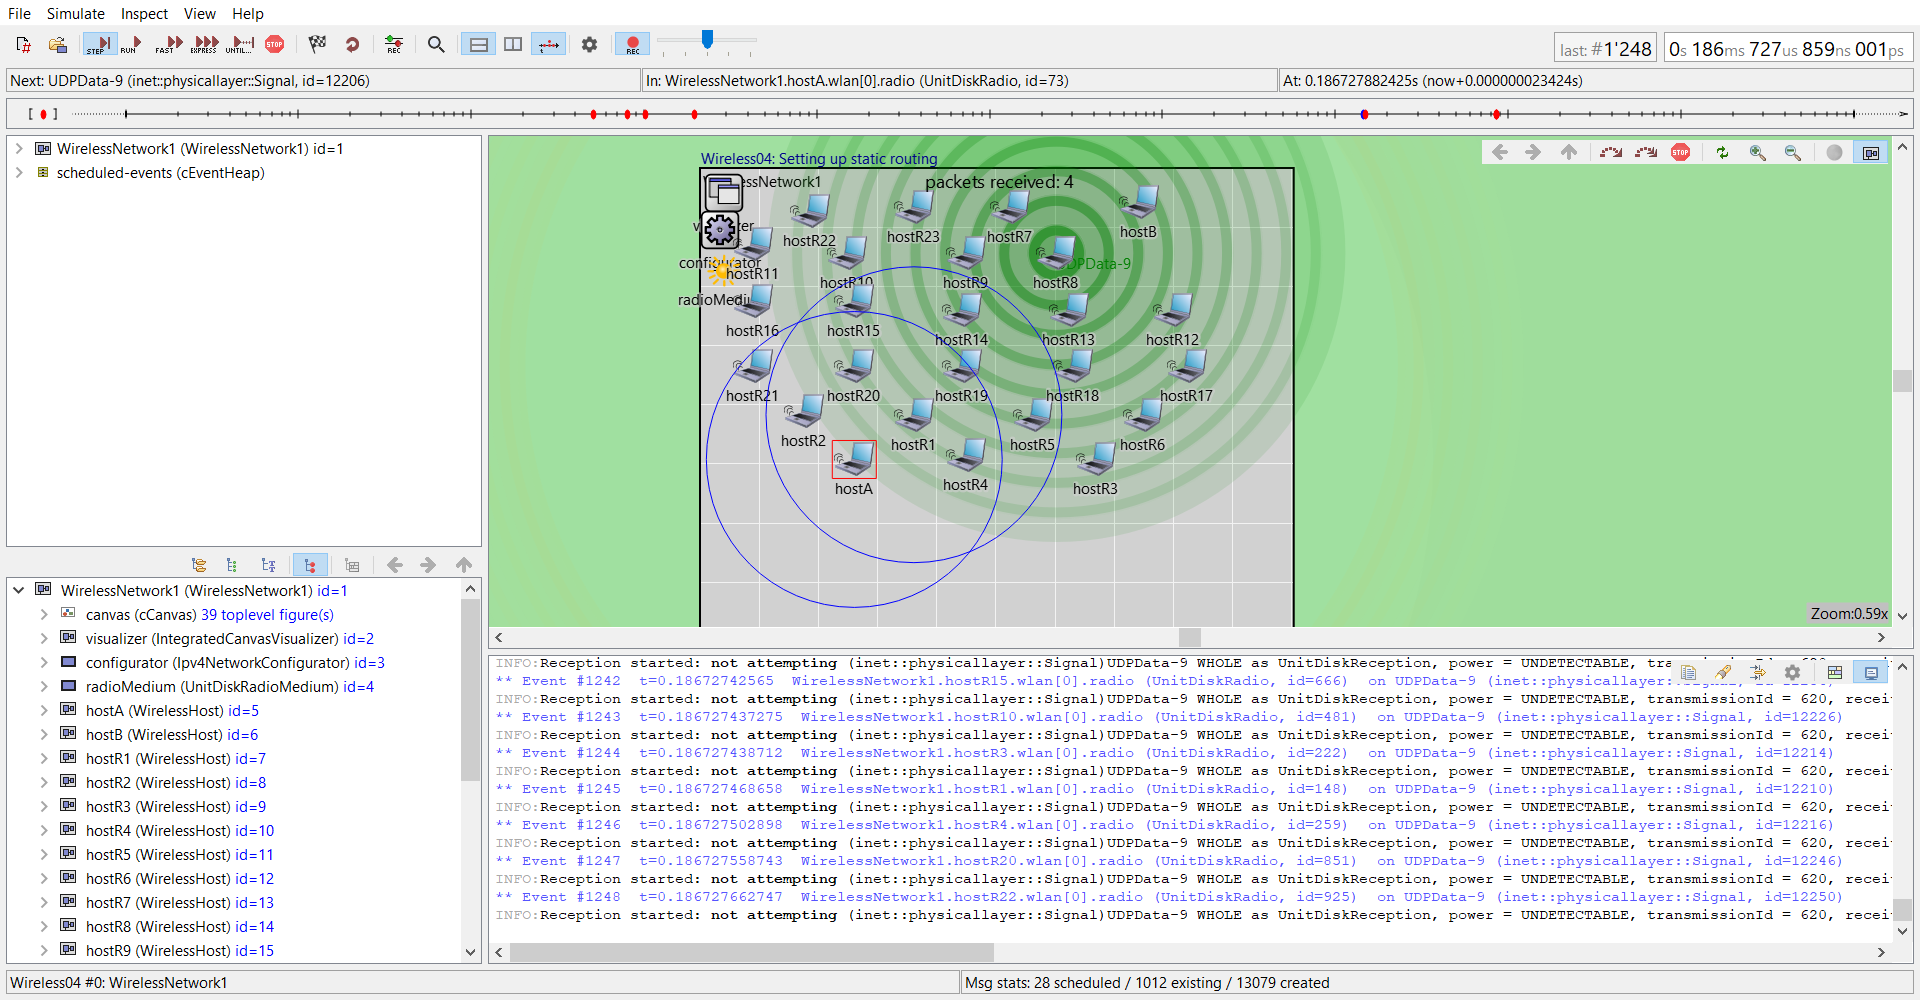 File Simulate Inspect View Help
STEP RUN FAST EXPRESS UNTIL... STOP REC REC
last: #1'248 0s 186ms 727us 859ns 001ps
Next: UDPData-9 (inet::physicallayer::Signal, id=12206) In: WirelessNetwork1.hostA.wlan[0].radio (UnitDiskRadio, id=73) At: 0.186727882425s (now+0.000000023424s)
WirelessNetwork1 (WirelessNetwork1) id=1
scheduled-events (cEventHeap)
WirelessNetwork1 (WirelessNetwork1) id=1
canvas (cCanvas) 39 toplevel figure(s)
visualizer (IntegratedCanvasVisualizer) id=2
configurator (Ipv4NetworkConfigurator) id=3
radioMedium (UnitDiskRadioMedium) id=4
hostA (WirelessHost) id=5
hostB (WirelessHost) id=6
hostR1 (WirelessHost) id=7
hostR2 (WirelessHost) id=8
hostR3 (WirelessHost) id=9
hostR4 (WirelessHost) id=10
hostR5 (WirelessHost) id=11
hostR6 (WirelessHost) id=12
hostR7 (WirelessHost) id=13
hostR8 (WirelessHost) id=14
hostR9 (WirelessHost) id=15
Wireless04: Setting up static routing
STOP
packets received: 4
hostB
hostR22 hostR23 hostR7
configurator
hostR11 hostR10 hostR9 hostR8
hostR16 hostR15 hostR14 hostR13 hostR12
hostR21 hostR20 hostR19 hostR18 hostR17
hostR2 hostR1 hostR5 hostR6
hostA hostR4 hostR3
Zoom:0.59x
INFO:Reception started: not attempting (inet::physicallayer::Signal)UDPData-9 WHOLE as UnitDiskReception, power = UNDETECTABLE,
** Event #1242 t=0.18672742565 WirelessNetwork1.hostR15.wlan[0].radio (UnitDiskRadio, id=666) on UDPData-9 (inet::physicallayer::Signal,
INFO:Reception started: not attempting (inet::physicallayer::Signal)UDPData-9 WHOLE as UnitDiskReception, power = UNDETECTABLE, transmissionId = 620, recei
** Event #1243 t=0.186727437275 WirelessNetwork1.hostR10.wlan[0].radio (UnitDiskRadio, id=481) on UDPData-9 (inet::physicallayer::Signal, id=12226)
INFO:Reception started: not attempting (inet::physicallayer::Signal)UDPData-9 WHOLE as UnitDiskReception, power = UNDETECTABLE, transmissionId = 620, recei
** Event #1244 t=0.186727438712 WirelessNetwork1.hostR3.wlan[0].radio (UnitDiskRadio, id=222) on UDPData-9 (inet::physicallayer::Signal, id=12214)
INFO:Reception started: not attempting (inet::physicallayer::Signal)UDPData-9 WHOLE as UnitDiskReception, power = UNDETECTABLE, transmissionId = 620, recei
** Event #1245 t=0.186727468658 WirelessNetwork1.hostR1.wlan[0].radio (UnitDiskRadio, id=148) on UDPData-9 (inet::physicallayer::Signal, id=12210)
INFO:Reception started: not attempting (inet::physicallayer::Signal)UDPData-9 WHOLE as UnitDiskReception, power = UNDETECTABLE, transmissionId = 620, recei
** Event #1246 t=0.186727502898 WirelessNetwork1.hostR4.wlan[0].radio (UnitDiskRadio, id=259) on UDPData-9 (inet::physicallayer::Signal, id=12216)
INFO:Reception started: not attempting (inet::physicallayer::Signal)UDPData-9 WHOLE as UnitDiskReception, power = UNDETECTABLE, transmissionId = 620, recei
** Event #1247 t=0.186727558743 WirelessNetwork1.hostR20.wlan[0].radio (UnitDiskRadio, id=851) on UDPData-9 (inet::physicallayer::Signal, id=12246)
INFO:Reception started: not attempting (inet::physicallayer::Signal)UDPData-9 WHOLE as UnitDiskReception, power = UNDETECTABLE, transmissionId = 620, recei
** Event #1248 t=0.186727662747 WirelessNetwork1.hostR22.wlan[0].radio (UnitDiskRadio, id=925) on UDPData-9 (inet::physicallayer::Signal, id=12250)
INFO:Reception started: not attempting (inet::physicallayer::Signal)UDPData-9 WHOLE as UnitDiskReception, power = UNDETECTABLE, transmissionId = 620, recei
Wireless04 #0: WirelessNetwork1 Msg stats: 28 scheduled / 1012 existing / 13079 created